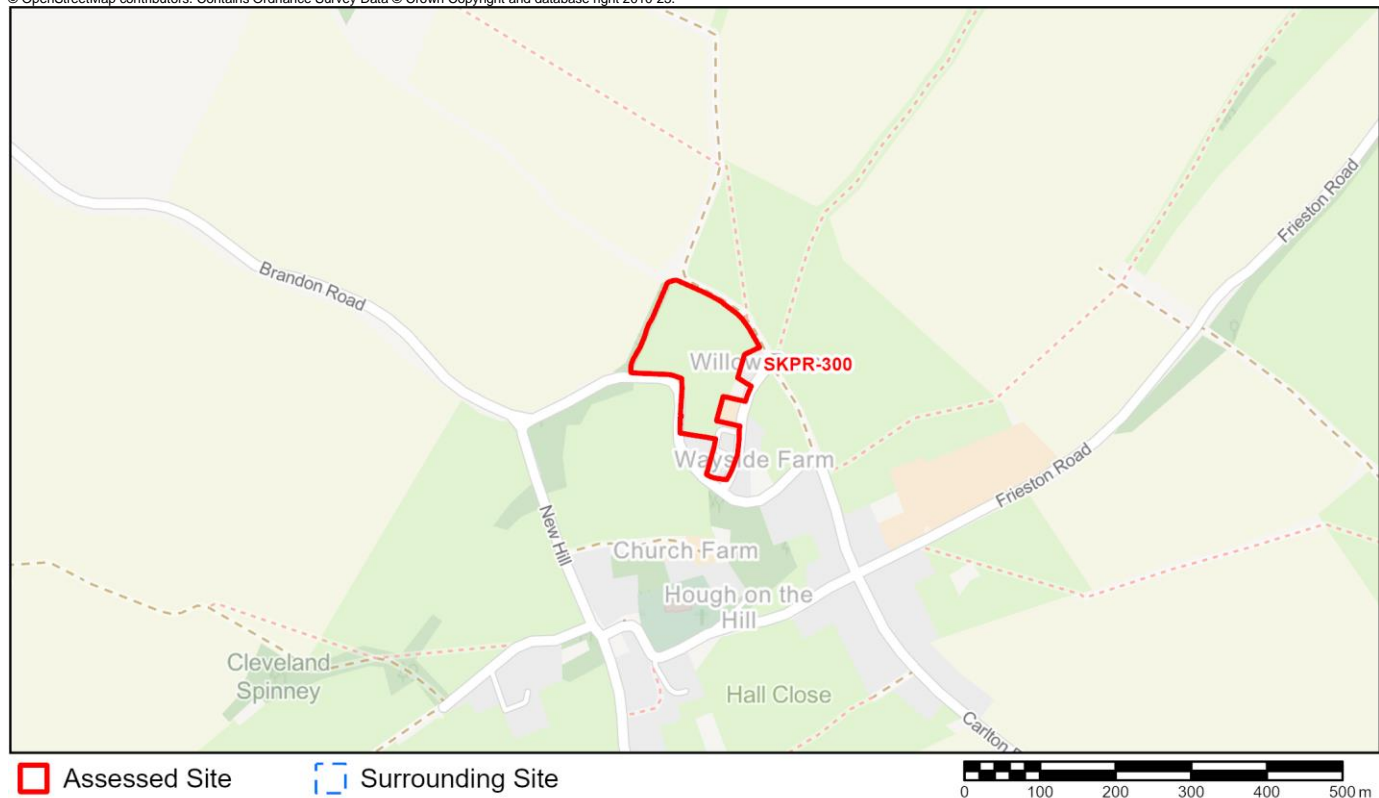 © OpenStreetMap contributors. Contains Ordnance Survey Data © Crown Copyright and database right 2010-23.
Frieston Road
Brandon Road
SKPR-300
Wayside Farm
Frieston Road
New Hill
Church Farm
Hough on the
Hill
Cleveland
Spinney
Hall Close
Carlton
Assessed Site
Surrounding Site
0 100 200 300 400 500 m